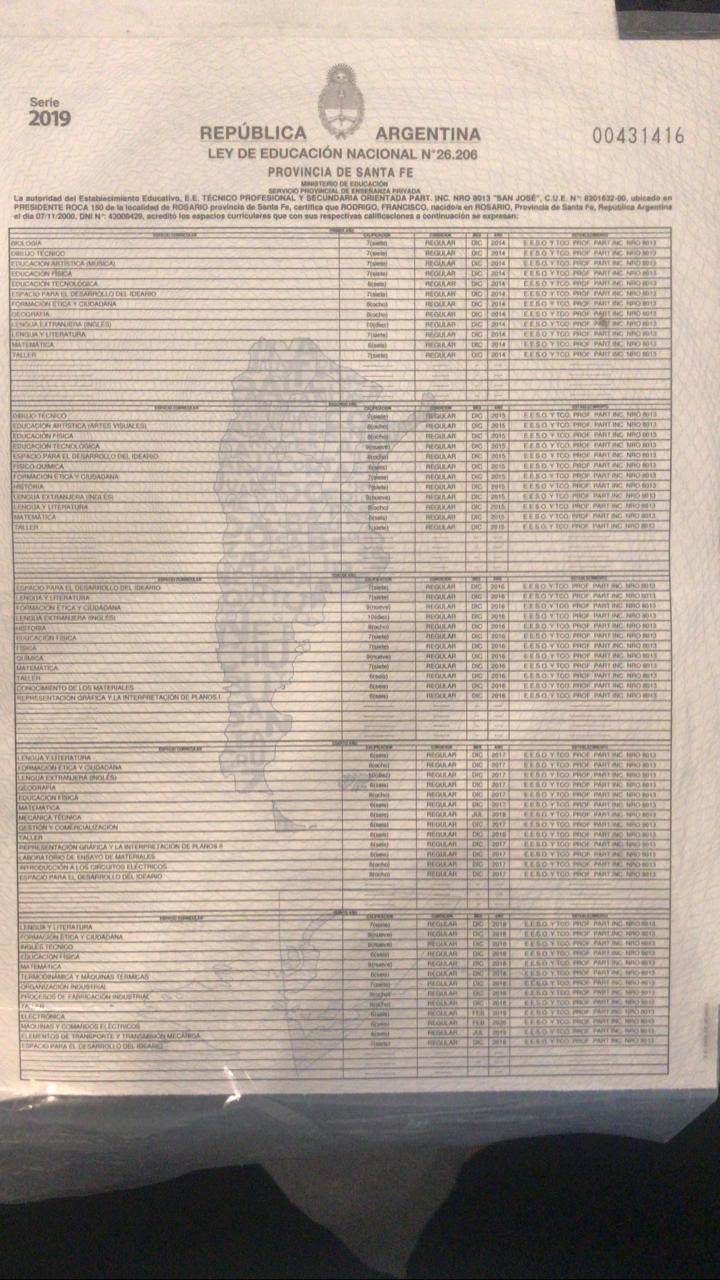 Serie
2019
REPÚBLICA ARGENTINA
00431416
LEY DE EDUCACIÓN NACIONAL N°26.206
PROVINCIA DE SANTA FE
MINISTERIO DE EDUCACIÓN
SERVICIO PROVINCIAL DE ENSEÑANZA PRIVADA
La autoridad del Establecimiento Educativo, E.E. TÉCNICO PROFESIONAL Y SECUNDARIA ORIENTADA PART. INC. NRO 8013 "SAN JOSÉ", C.U.E. N°: 8201632-00, ubicado en
PRESIDENTE ROCA 150 de la localidad de ROSARIO provincia de Santa Fe, certifica que RODRIGO, FRANCISCO, nacido/a en ROSARIO, Provincia de Santa Fe, República Argentina
el día 07/11/2000, DNI N°: 43006429, acreditó los espacios curriculares que con sus respectivas calificaciones a continuación se expresan:
PRIMER AÑO
ESPACIO CURRICULAR CALIFICACION CONDICION MES AÑO ESTABLECIMIENTO
BIOLOGÍA 7(siete) REGULAR DIC 2014 E.E.S.O. Y TCO. PROF. PART.INC. NRO 8013
DIBUJO TÉCNICO 7(siete) REGULAR DIC 2014 E.E.S.O. Y TCO. PROF. PART.INC. NRO 8013
EDUCACIÓN ARTÍSTICA (MÚSICA) 7(siete) REGULAR DIC 2014 E.E.S.O. Y TCO. PROF. PART.INC. NRO 8013
EDUCACIÓN FÍSICA 7(siete) REGULAR DIC 2014 E.E.S.O. Y TCO. PROF. PART.INC. NRO 8013
EDUCACIÓN TECNOLÓGICA 6(seis) REGULAR DIC 2014 E.E.S.O. Y TCO. PROF. PART.INC. NRO 8013
ESPACIO PARA EL DESARROLLO DEL IDEARIO 7(siete) REGULAR DIC 2014 E.E.S.O. Y TCO. PROF. PART.INC. NRO 8013
FORMACIÓN ÉTICA Y CIUDADANA 8(ocho) REGULAR DIC 2014 E.E.S.O. Y TCO. PROF. PART.INC. NRO 8013
GEOGRAFÍA 8(ocho) REGULAR DIC 2014 E.E.S.O. Y TCO. PROF. PART.INC. NRO 8013
LENGUA EXTRANJERA (INGLÉS) 10(diez) REGULAR DIC 2014 E.E.S.O. Y TCO. PROF. PART.INC. NRO 8013
LENGUA Y LITERATURA 7(siete) REGULAR DIC 2014 E.E.S.O. Y TCO. PROF. PART.INC. NRO 8013
MATEMÁTICA 6(seis) REGULAR DIC 2014 E.E.S.O. Y TCO. PROF. PART.INC. NRO 8013
TALLER 7(siete) REGULAR DIC 2014 E.E.S.O. Y TCO. PROF. PART.INC. NRO 8013
SEGUNDO AÑO
ESPACIO CURRICULAR CALIFICACION CONDICION MES AÑO ESTABLECIMIENTO
DIBUJO TÉCNICO REGULAR DIC 2015 E.E.S.O. Y TCO. PROF. PART.INC. NRO 8013
EDUCACIÓN ARTÍSTICA (ARTES VISUALES) 8(ocho) REGULAR DIC 2015 E.E.S.O. Y TCO. PROF. PART.INC. NRO 8013
EDUCACIÓN FÍSICA 8(ocho) REGULAR DIC 2015 E.E.S.O. Y TCO. PROF. PART.INC. NRO 8013
EDUCACIÓN TECNOLÓGICA 9(nueve) REGULAR DIC 2015 E.E.S.O. Y TCO. PROF. PART.INC. NRO 8013
ESPACIO PARA EL DESARROLLO DEL IDEARIO 8(ocho) REGULAR DIC 2015 E.E.S.O. Y TCO. PROF. PART.INC. NRO 8013
FÍSICO-QUÍMICA 6(seis) REGULAR DIC 2015 E.E.S.O. Y TCO. PROF. PART.INC. NRO 8013
FORMACIÓN ÉTICA Y CIUDADANA 7(siete) REGULAR DIC 2015 E.E.S.O. Y TCO. PROF. PART.INC. NRO 8013
HISTORIA 7(siete) REGULAR DIC 2015 E.E.S.O. Y TCO. PROF. PART.INC. NRO 8013
LENGUA EXTRANJERA (INGLÉS) 9(nueve) REGULAR DIC 2015 E.E.S.O. Y TCO. PROF. PART.INC. NRO 8013
LENGUA Y LITERATURA 8(ocho) REGULAR DIC 2015 E.E.S.O. Y TCO. PROF. PART.INC. NRO 8013
MATEMÁTICA 6(seis) REGULAR DIC 2015 E.E.S.O. Y TCO. PROF. PART.INC. NRO 8013
TALLER 7(siete) REGULAR DIC 2015 E.E.S.O. Y TCO. PROF. PART.INC. NRO 8013
TERCER AÑO
ESPACIO CURRICULAR CALIFICACION CONDICION MES AÑO ESTABLECIMIENTO
ESPACIO PARA EL DESARROLLO DEL IDEARIO 7(siete) REGULAR DIC 2016 E.E.S.O. Y TCO. PROF. PART.INC. NRO 8013
LENGUA Y LITERATURA 7(siete) REGULAR DIC 2016 E.E.S.O. Y TCO. PROF. PART.INC. NRO 8013
FORMACIÓN ÉTICA Y CIUDADANA 9(nueve) REGULAR DIC 2016 E.E.S.O. Y TCO. PROF. PART.INC. NRO 8013
LENGUA EXTRANJERA (INGLÉS) 10(diez) REGULAR DIC 2016 E.E.S.O. Y TCO. PROF. PART.INC. NRO 8013
HISTORIA 8(ocho) REGULAR DIC 2016 E.E.S.O. Y TCO. PROF. PART.INC. NRO 8013
EDUCACIÓN FÍSICA 7(siete) REGULAR DIC 2016 E.E.S.O. Y TCO. PROF. PART.INC. NRO 8013
FÍSICA 7(siete) REGULAR DIC 2016 E.E.S.O. Y TCO. PROF. PART.INC. NRO 8013
QUÍMICA 9(nueve) REGULAR DIC 2016 E.E.S.O. Y TCO. PROF. PART.INC. NRO 8013
MATEMÁTICA 7(siete) REGULAR DIC 2016 E.E.S.O. Y TCO. PROF. PART.INC. NRO 8013
TALLER 6(seis) REGULAR DIC 2016 E.E.S.O. Y TCO. PROF. PART.INC. NRO 8013
CONOCIMIENTO DE LOS MATERIALES 6(seis) REGULAR DIC 2016 E.E.S.O. Y TCO. PROF. PART.INC. NRO 8013
REPRESENTACIÓN GRÁFICA Y LA INTERPRETACIÓN DE PLANOS I 6(seis) REGULAR DIC 2016 E.E.S.O. Y TCO. PROF. PART.INC. NRO 8013
CUARTO AÑO
ESPACIO CURRICULAR CALIFICACION CONDICION MES AÑO ESTABLECIMIENTO
LENGUA Y LITERATURA 6(seis) REGULAR DIC 2017 E.E.S.O. Y TCO. PROF. PART.INC. NRO 8013
FORMACIÓN ÉTICA Y CIUDADANA 8(ocho) REGULAR DIC 2017 E.E.S.O. Y TCO. PROF. PART.INC. NRO 8013
LENGUA EXTRANJERA (INGLÉS) 10(diez) REGULAR DIC 2017 E.E.S.O. Y TCO. PROF. PART.INC. NRO 8013
GEOGRAFÍA 6(seis) REGULAR DIC 2017 E.E.S.O. Y TCO. PROF. PART.INC. NRO 8013
EDUCACIÓN FÍSICA 8(ocho) REGULAR DIC 2017 E.E.S.O. Y TCO. PROF. PART.INC. NRO 8013
MATEMÁTICA 6(seis) REGULAR DIC 2017 E.E.S.O. Y TCO. PROF. PART.INC. NRO 8013
MECÁNICA TÉCNICA 6(seis) REGULAR JUL 2018 E.E.S.O. Y TCO. PROF. PART.INC. NRO 8013
GESTIÓN Y COMERCIALIZACIÓN 6(seis) REGULAR DIC 2017 E.E.S.O. Y TCO. PROF. PART.INC. NRO 8013
TALLER 6(seis) REGULAR DIC E.E.S.O. Y TCO. PROF. PART.INC. NRO 8013
REPRESENTACIÓN GRÁFICA Y LA INTERPRETACIÓN DE PLANOS II 6(seis) REGULAR DIC 2017 E.E.S.O. Y TCO. PROF. PART.INC. NRO 8013
LABORATORIO DE ENSAYO DE MATERIALES 6(seis) REGULAR DIC 2017 E.E.S.O. Y TCO. PROF. PART.INC. NRO 8013
INTRODUCCIÓN A LOS CIRCUITOS ELÉCTRICOS 8(ocho) REGULAR DIC 2017 E.E.S.O. Y TCO. PROF. PART.INC. NRO 8013
ESPACIO PARA EL DESARROLLO DEL IDEARIO 8(ocho) REGULAR DIC 2017 E.E.S.O. Y TCO. PROF. PART.INC. NRO 8013
QUINTO AÑO
ESPACIO CURRICULAR CALIFICACION CONDICION MES AÑO ESTABLECIMIENTO
LENGUA Y LITERATURA 7(siete) REGULAR DIC 2018 E.E.S.O. Y TCO. PROF. PART.INC. NRO 8013
FORMACIÓN ÉTICA Y CIUDADANA 9(nueve) REGULAR DIC 2018 E.E.S.O. Y TCO. PROF. PART.INC. NRO 8013
INGLÉS TÉCNICO 9(nueve) REGULAR DIC 2018 E.E.S.O. Y TCO. PROF. PART.INC. NRO 8013
EDUCACIÓN FÍSICA 6(seis) REGULAR DIC 2018 E.E.S.O. Y TCO. PROF. PART.INC. NRO 8013
MATEMÁTICA 9(nueve) REGULAR DIC 2018 E.E.S.O. Y TCO. PROF. PART.INC. NRO 8013
TERMODINÁMICA Y MÁQUINAS TÉRMICAS 6(seis) REGULAR DIC 2018 E.E.S.O. Y TCO. PROF. PART.INC. NRO 8013
ORGANIZACIÓN INDUSTRIAL 7(siete) REGULAR DIC 2018 E.E.S.O. Y TCO. PROF. PART.INC. NRO 8013
PROCESOS DE FABRICACIÓN INDUSTRIAL 8(ocho) REGULAR DIC 2018 E.E.S.O. Y TCO. PROF. PART.INC. NRO 8013
TALLER 8(ocho) REGULAR DIC 2018 E.E.S.O. Y TCO. PROF. PART.INC. NRO 8013
ELECTRÓNICA 6(seis) REGULAR FEB 2019 E.E.S.O. Y TCO. PROF. PART.INC. NRO 8013
MÁQUINAS Y COMANDOS ELÉCTRICOS 6(seis) REGULAR FEB 2020 E.E.S.O. Y TCO. PROF. PART.INC. NRO 8013
ELEMENTOS DE TRANSPORTE Y TRANSMISIÓN MECÁNICA 6(seis) REGULAR JUL 2019 E.E.S.O. Y TCO. PROF. PART.INC. NRO 8013
ESPACIO PARA EL DESARROLLO DEL IDEARIO 7(siete) REGULAR DIC 2018 E.E.S.O. Y TCO. PROF. PART.INC. NRO 8013